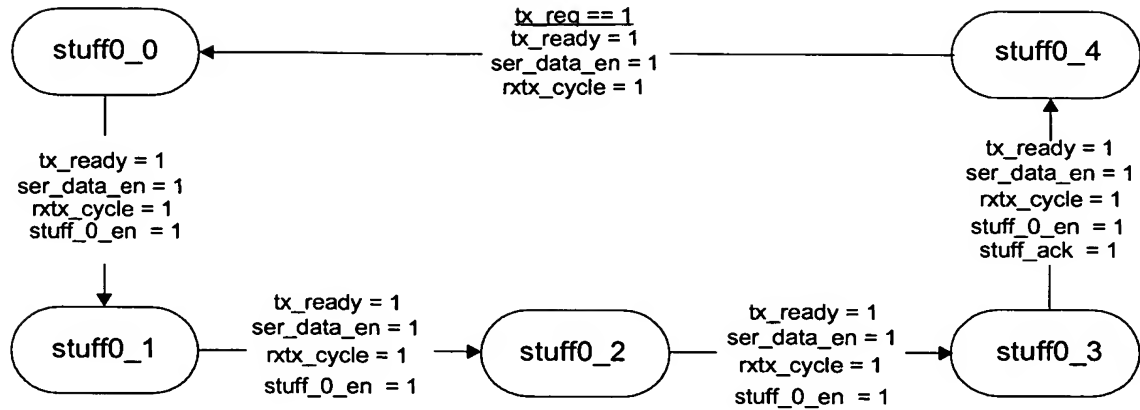 stuff0_0
tx_req == 1
tx_ready = 1
ser_data_en = 1
rxtx_cycle = 1
stuff0_4
tx_ready = 1
ser_data_en = 1
rxtx_cycle = 1
stuff_0_en = 1
tx_ready = 1
ser_data_en = 1
rxtx_cycle = 1
stuff_0_en = 1
stuff_ack = 1
stuff0_1
tx_ready = 1
ser_data_en = 1
rxtx_cycle = 1
stuff_0_en = 1
stuff0_2
tx_ready = 1
ser_data_en = 1
rxtx_cycle = 1
stuff_0_en = 1
stuff0_3